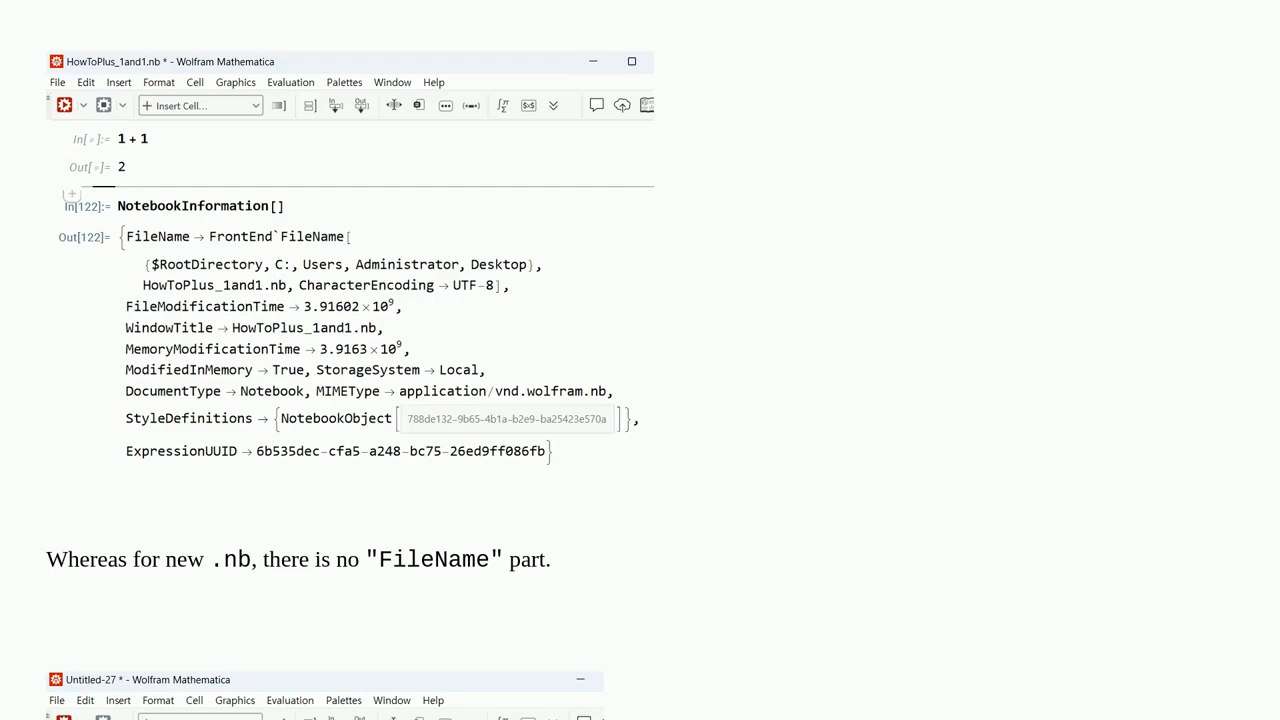 HowToPlus_1and1.nb * - Wolfram Mathematica
File Edit Insert Format Cell Graphics Evaluation Palettes Window Help
Insert Cell...
In[ ]:= 1 + 1
Out[ ]= 2
In[122]:= NotebookInformation[]
Out[122]= {FileName → FrontEnd`FileName[
{$RootDirectory, C:, Users, Administrator, Desktop},
HowToPlus_1and1.nb, CharacterEncoding → UTF-8],
FileModificationTime → 3.91602 × 10^9,
WindowTitle → HowToPlus_1and1.nb,
MemoryModificationTime → 3.9163 × 10^9,
ModifiedInMemory → True, StorageSystem → Local,
DocumentType → Notebook, MIMEType → application/vnd.wolfram.nb,
StyleDefinitions → {NotebookObject[788de132-9b65-4b1a-b2e9-ba25423e570a]},
ExpressionUUID → 6b535dec-cfa5-a248-bc75-26ed9ff086fb}
Whereas for new .nb, there is no "FileName" part.
Untitled-27 * - Wolfram Mathematica
File Edit Insert Format Cell Graphics Evaluation Palettes Window Help